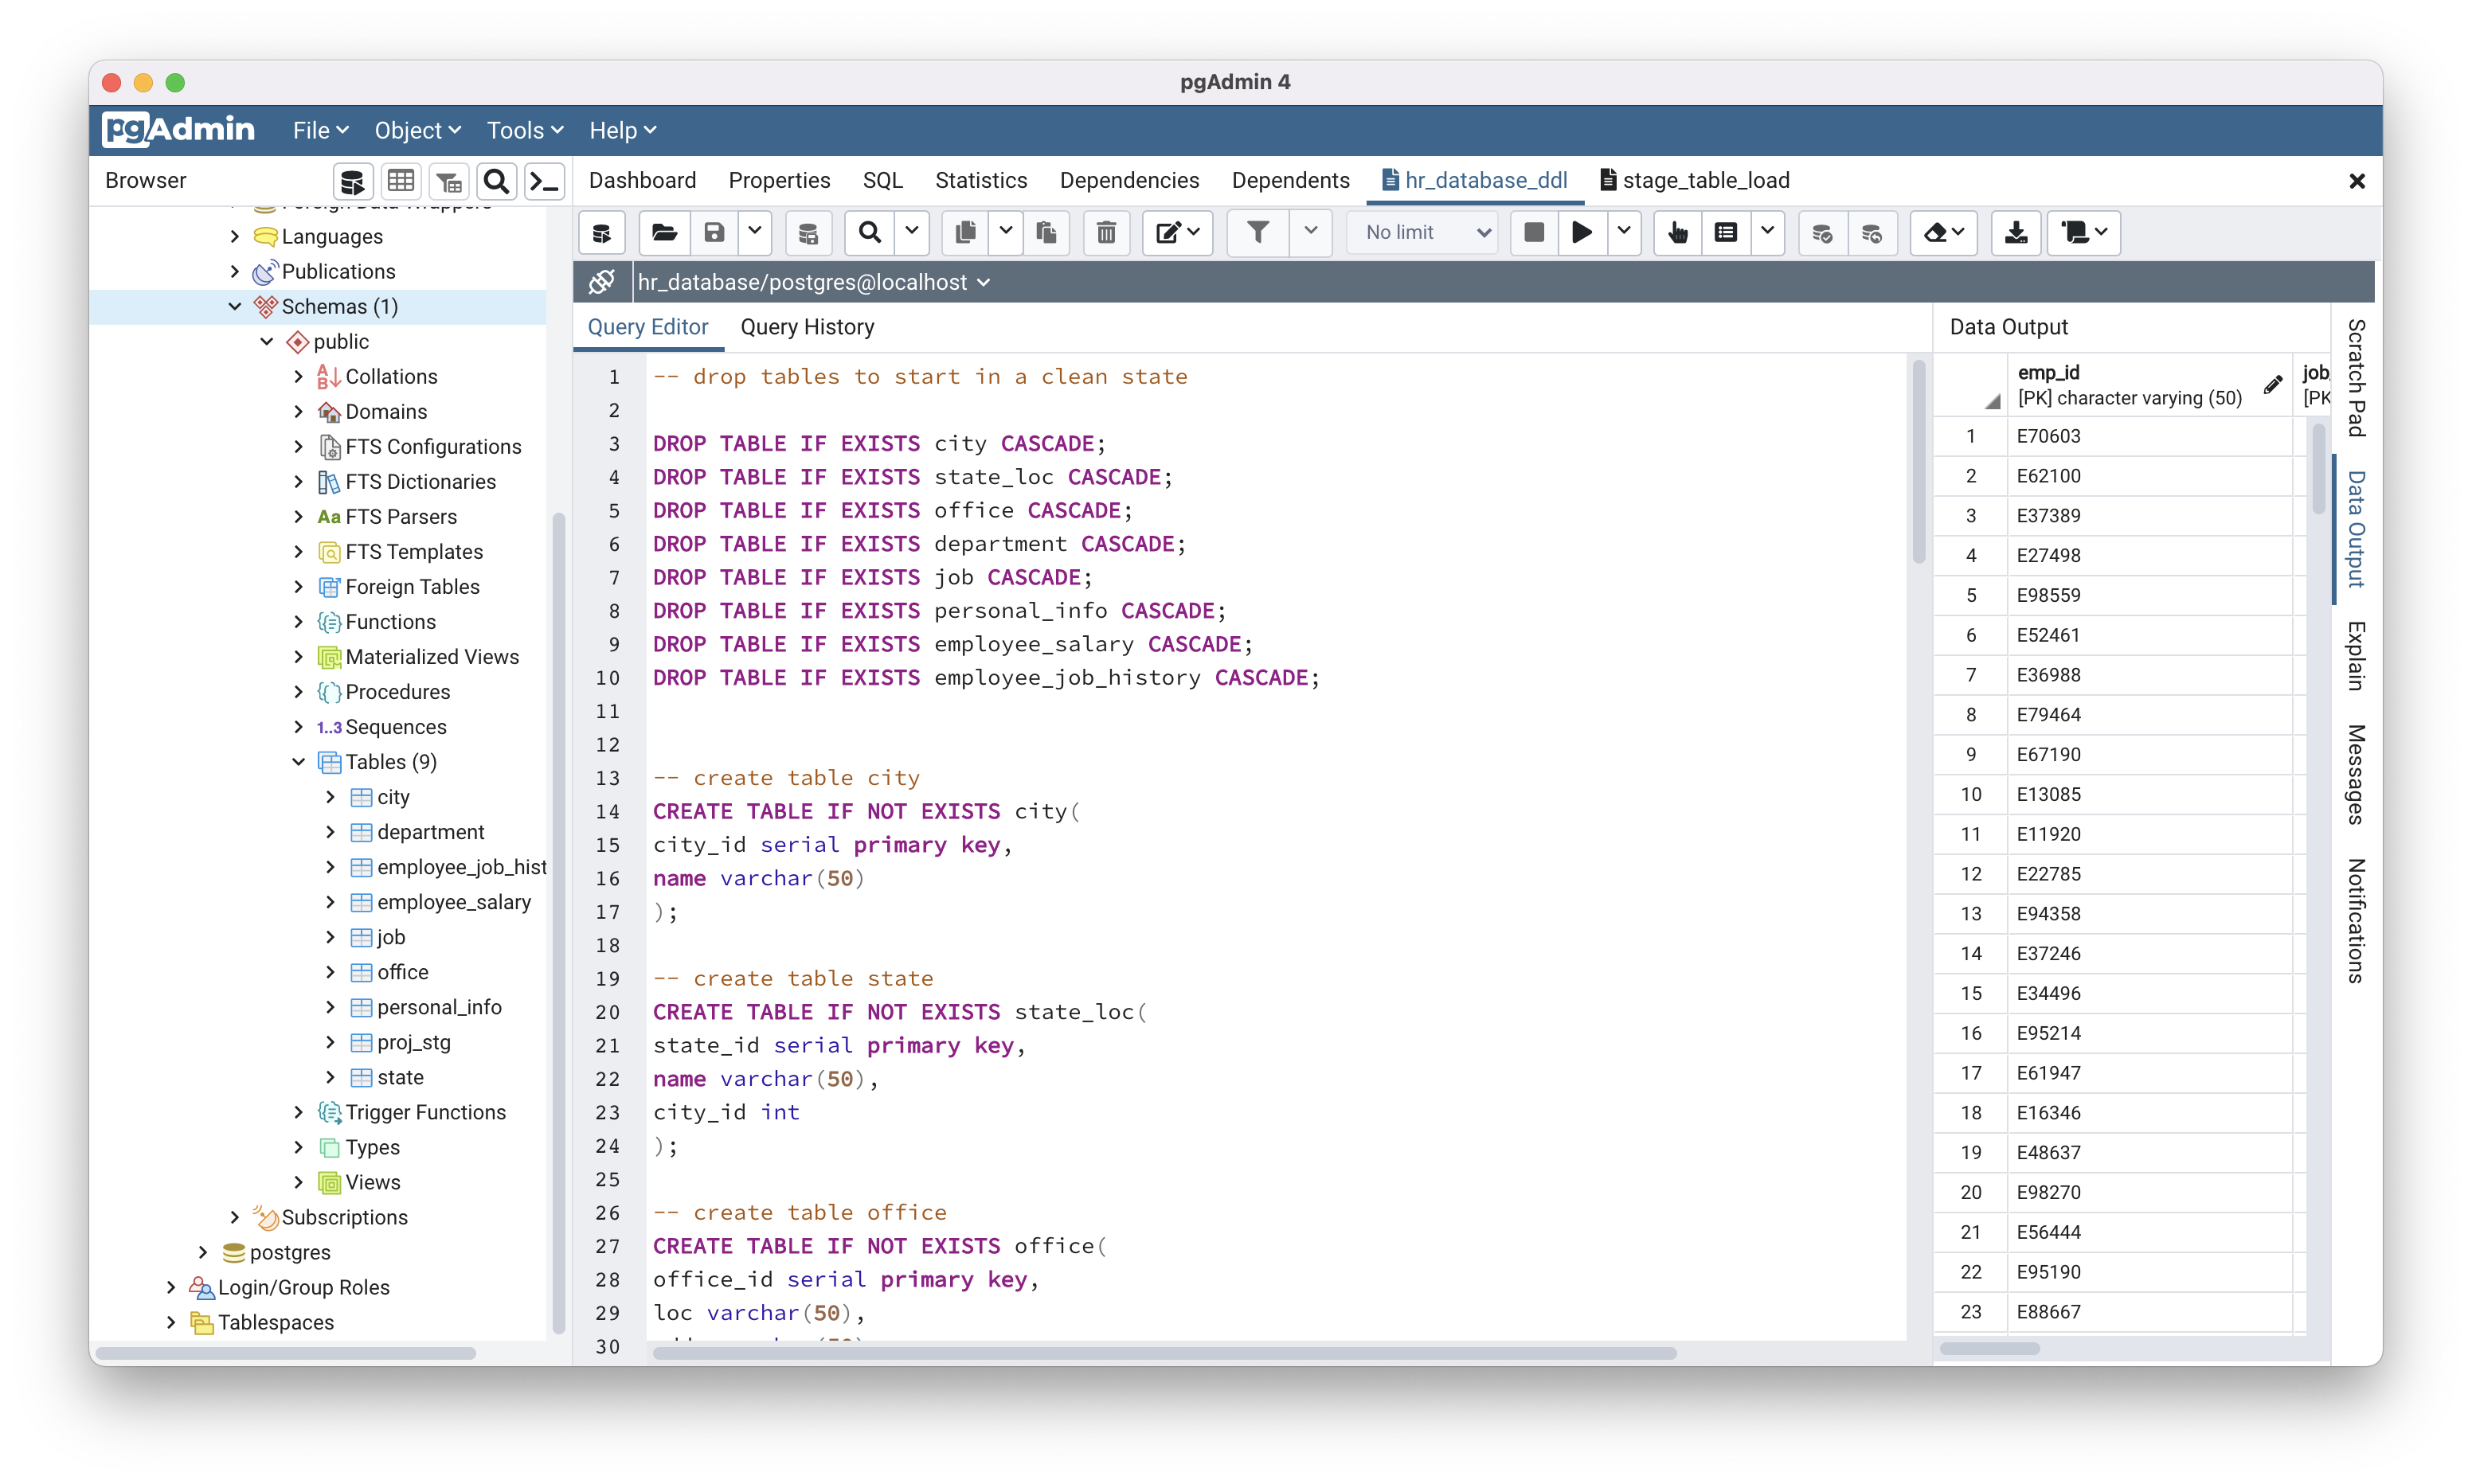 pgAdmin 4
pgAdmin File Object Tools Help
Browser
Dashboard Properties SQL Statistics Dependencies Dependents hr_database_ddl stage_table_load
No limit
hr_database/postgres@localhost
Foreign Data Wrappers
Languages
Publications
Schemas (1)
public
Collations
Domains
FTS Configurations
FTS Dictionaries
Aa FTS Parsers
FTS Templates
Foreign Tables
Functions
Materialized Views
Procedures
1..3 Sequences
Tables (9)
city
department
employee_job_hist
employee_salary
job
office
personal_info
proj_stg
state
Trigger Functions
Types
Views
Subscriptions
postgres
Login/Group Roles
Tablespaces
Query Editor Query History
1 -- drop tables to start in a clean state
2
3 DROP TABLE IF EXISTS city CASCADE;
4 DROP TABLE IF EXISTS state_loc CASCADE;
5 DROP TABLE IF EXISTS office CASCADE;
6 DROP TABLE IF EXISTS department CASCADE;
7 DROP TABLE IF EXISTS job CASCADE;
8 DROP TABLE IF EXISTS personal_info CASCADE;
9 DROP TABLE IF EXISTS employee_salary CASCADE;
10 DROP TABLE IF EXISTS employee_job_history CASCADE;
11
12
13 -- create table city
14 CREATE TABLE IF NOT EXISTS city(
15 city_id serial primary key,
16 name varchar(50)
17 );
18
19 -- create table state
20 CREATE TABLE IF NOT EXISTS state_loc(
21 state_id serial primary key,
22 name varchar(50),
23 city_id int
24 );
25
26 -- create table office
27 CREATE TABLE IF NOT EXISTS office(
28 office_id serial primary key,
29 loc varchar(50),
30
Data Output
emp_id job
[PK] character varying (50) [PK
1 E70603
2 E62100
3 E37389
4 E27498
5 E98559
6 E52461
7 E36988
8 E79464
9 E67190
10 E13085
11 E11920
12 E22785
13 E94358
14 E37246
15 E34496
16 E95214
17 E61947
18 E16346
19 E48637
20 E98270
21 E56444
22 E95190
23 E88667
Scratch Pad
Data Output
Explain
Messages
Notifications